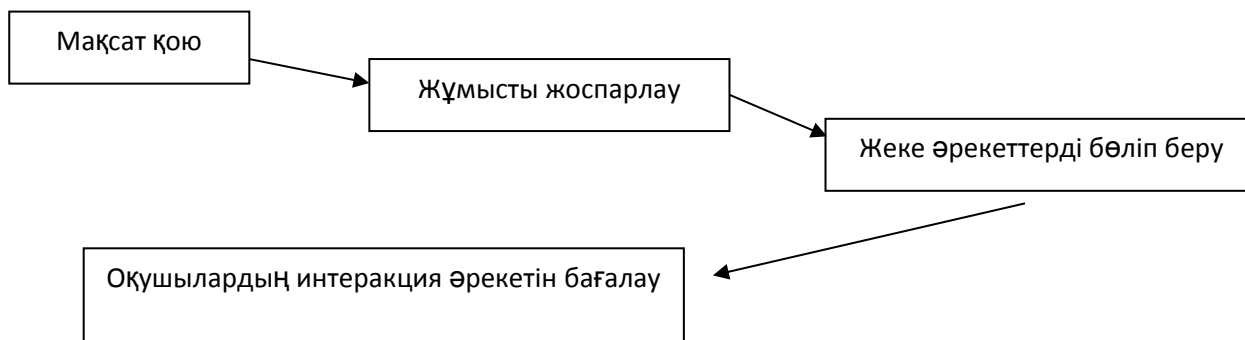 Мақсат қою
Жұмысты жоспарлау
Жеке әрекеттерді бөліп беру
Оқушылардың интеракция әрекетін бағалау